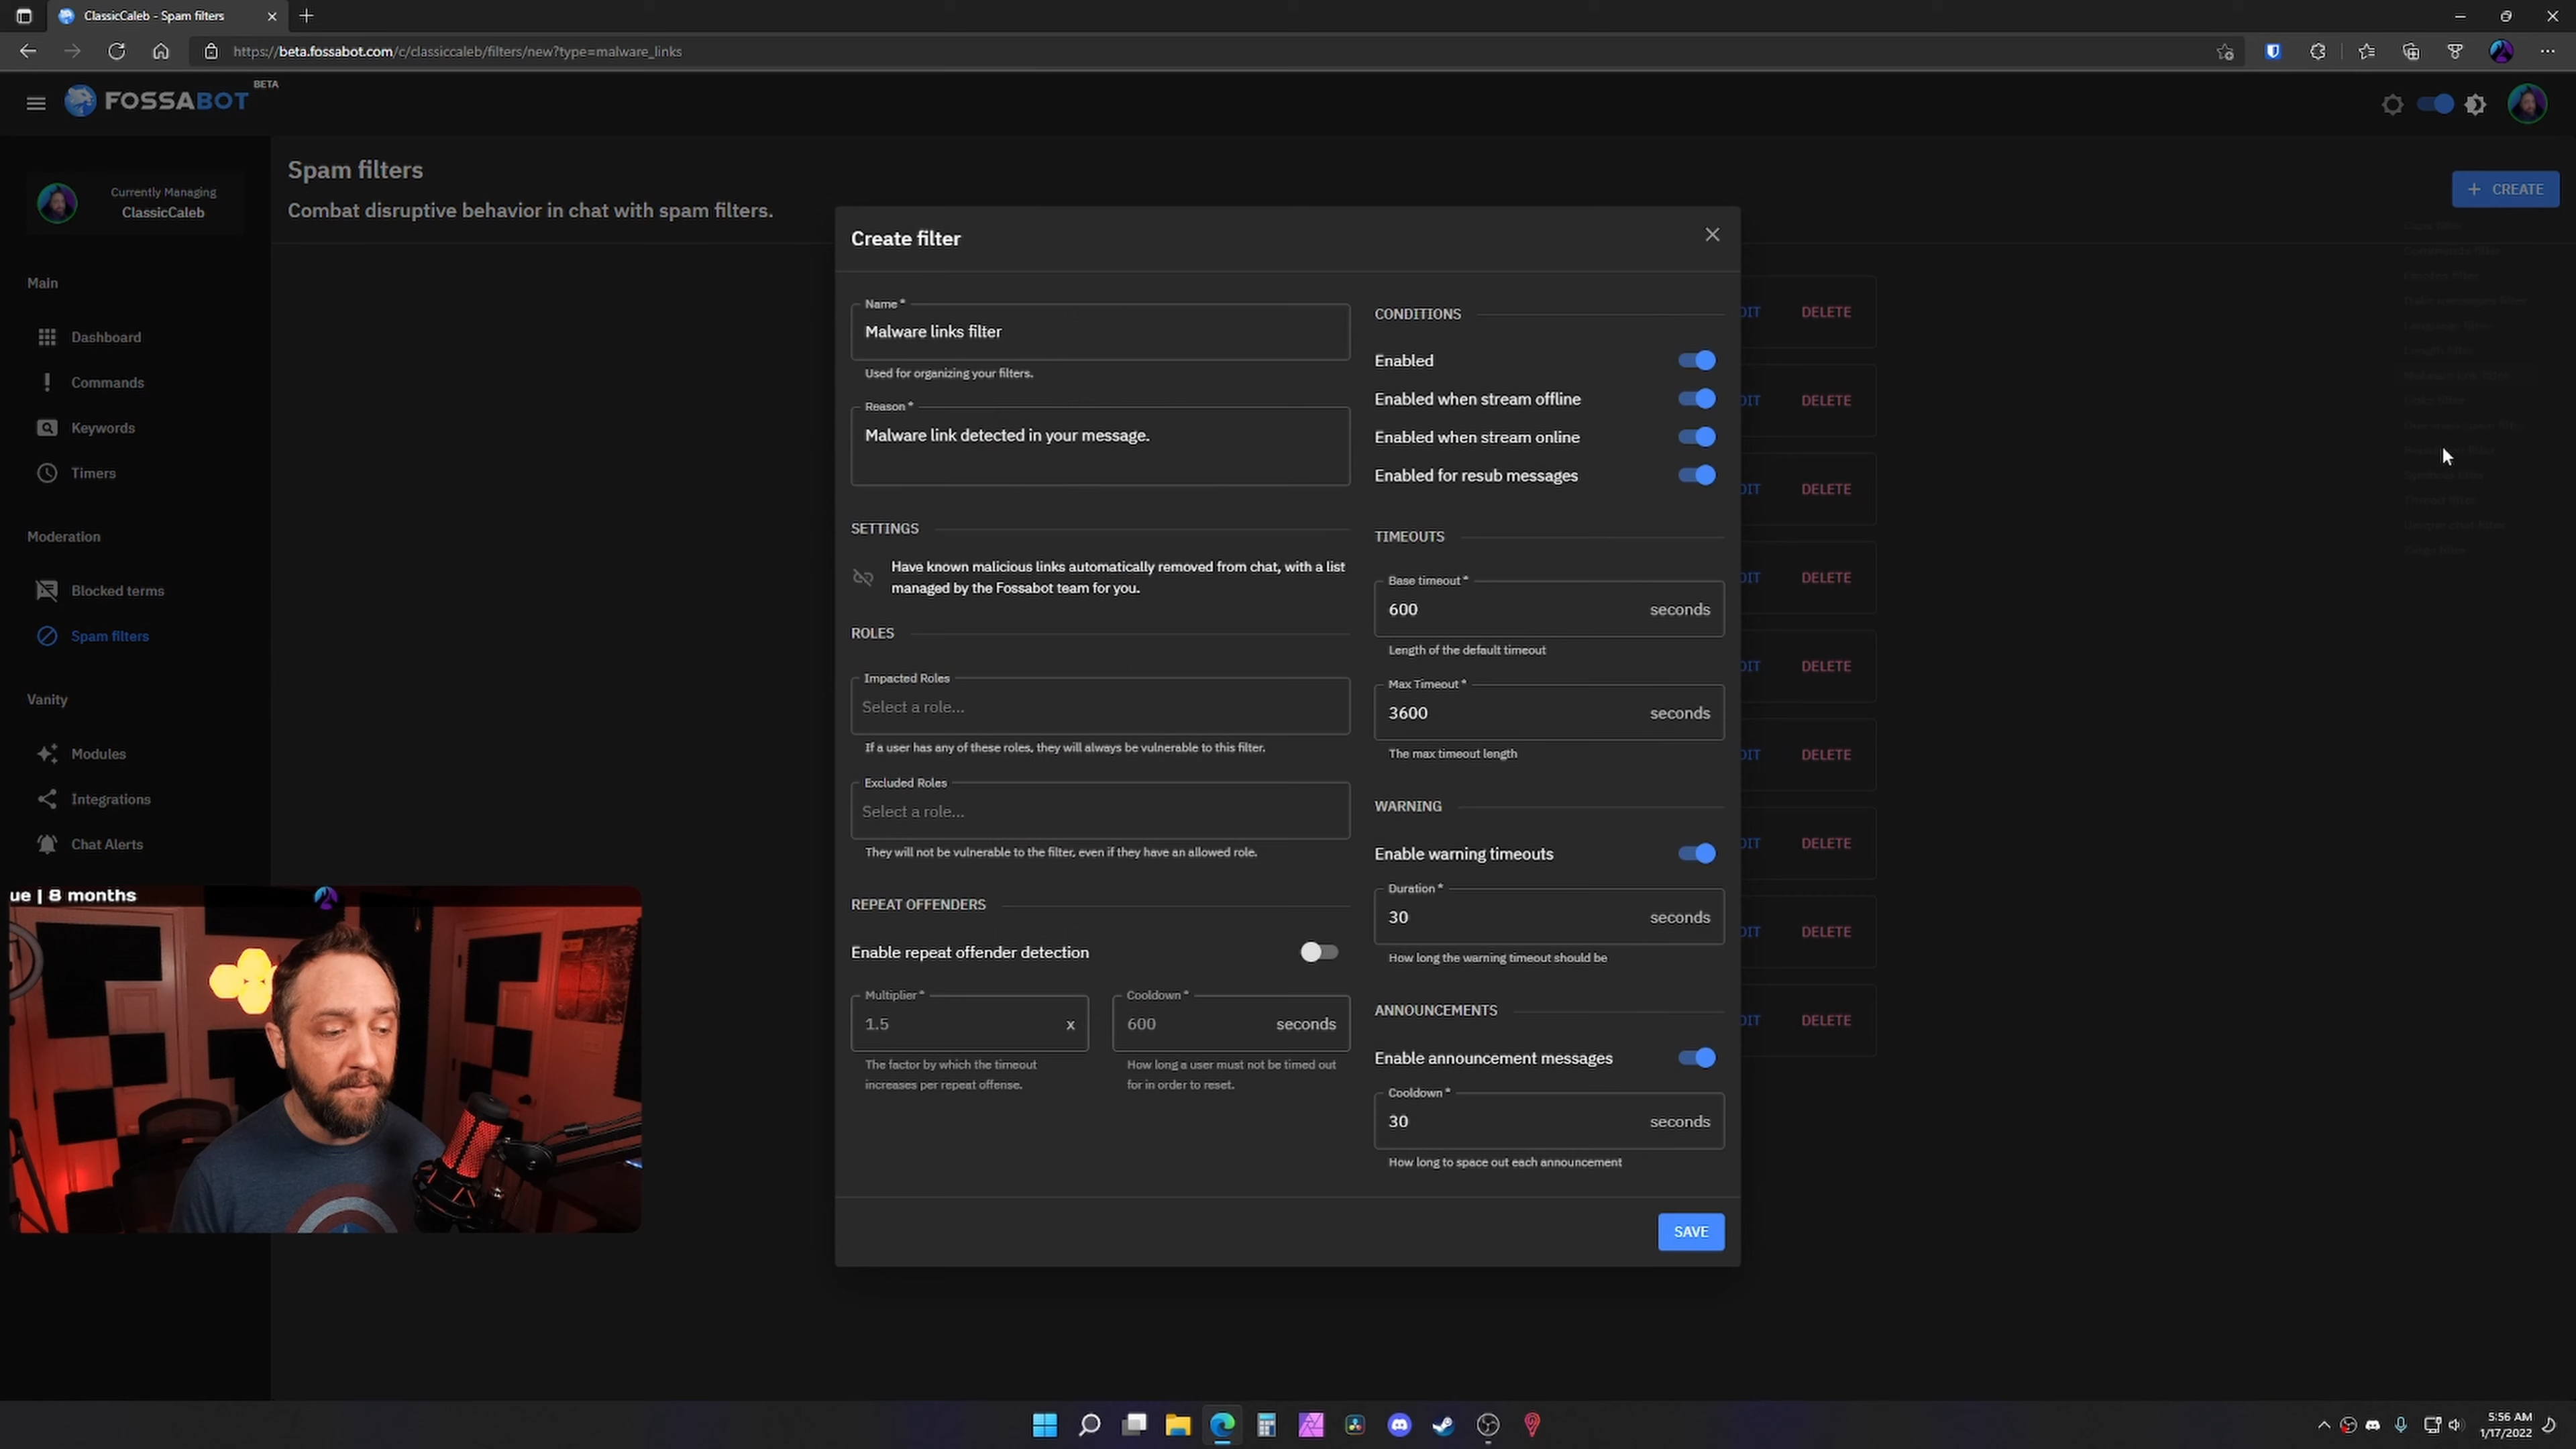 ClassicCaleb - Spam filters
https://beta.fossabot.com/c/classiccaleb/filters/new?type=malware_links
FOSSABOT
BETA
Currently Managing
ClassicCaleb
Spam filters
Combat disruptive behavior in chat with spam filters.
+ CREATE
Main
Dashboard
Commands
Keywords
Timers
Moderation
Blocked terms
Spam filters
Vanity
Modules
Integrations
Chat Alerts
ue | 8 months
Create filter
Name *
Malware links filter
Used for organizing your filters.
Reason *
Malware link detected in your message.
SETTINGS
Have known malicious links automatically removed from chat, with a list
managed by the Fossabot team for you.
ROLES
Impacted Roles
Select a role...
If a user has any of these roles, they will always be vulnerable to this filter.
Excluded Roles
Select a role...
They will not be vulnerable to the filter, even if they have an allowed role.
REPEAT OFFENDERS
Enable repeat offender detection
Multiplier *
1.5 x
The factor by which the timeout
increases per repeat offense.
Cooldown *
600 seconds
How long a user must not be timed out
for in order to reset.
CONDITIONS
Enabled
Enabled when stream offline
Enabled when stream online
Enabled for resub messages
TIMEOUTS
Base timeout *
600 seconds
Length of the default timeout
Max Timeout *
3600 seconds
The max timeout length
WARNING
Enable warning timeouts
Duration *
30 seconds
How long the warning timeout should be
ANNOUNCEMENTS
Enable announcement messages
Cooldown *
30 seconds
How long to space out each announcement
SAVE
DIT DELETE
DIT DELETE
DIT DELETE
DIT DELETE
DIT DELETE
DIT DELETE
DIT DELETE
DIT DELETE
DIT DELETE
5:56 AM
1/17/2022